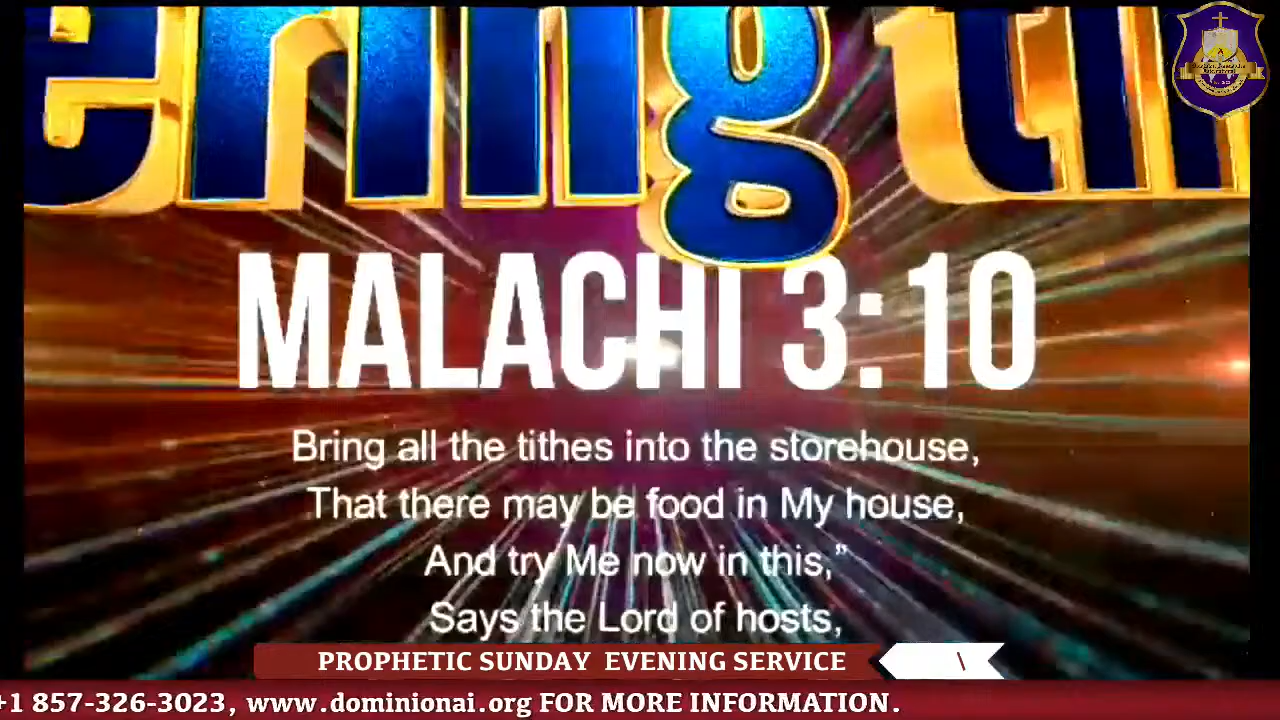 ering ti
MALACHI 3:10
Bring all the tithes into the storehouse,
That there may be food in My house,
And try Me now in this,”
Says the Lord of hosts,
PROPHETIC SUNDAY EVENING SERVICE
\
+1 857-326-3023, www.dominionai.org FOR MORE INFORMATION.